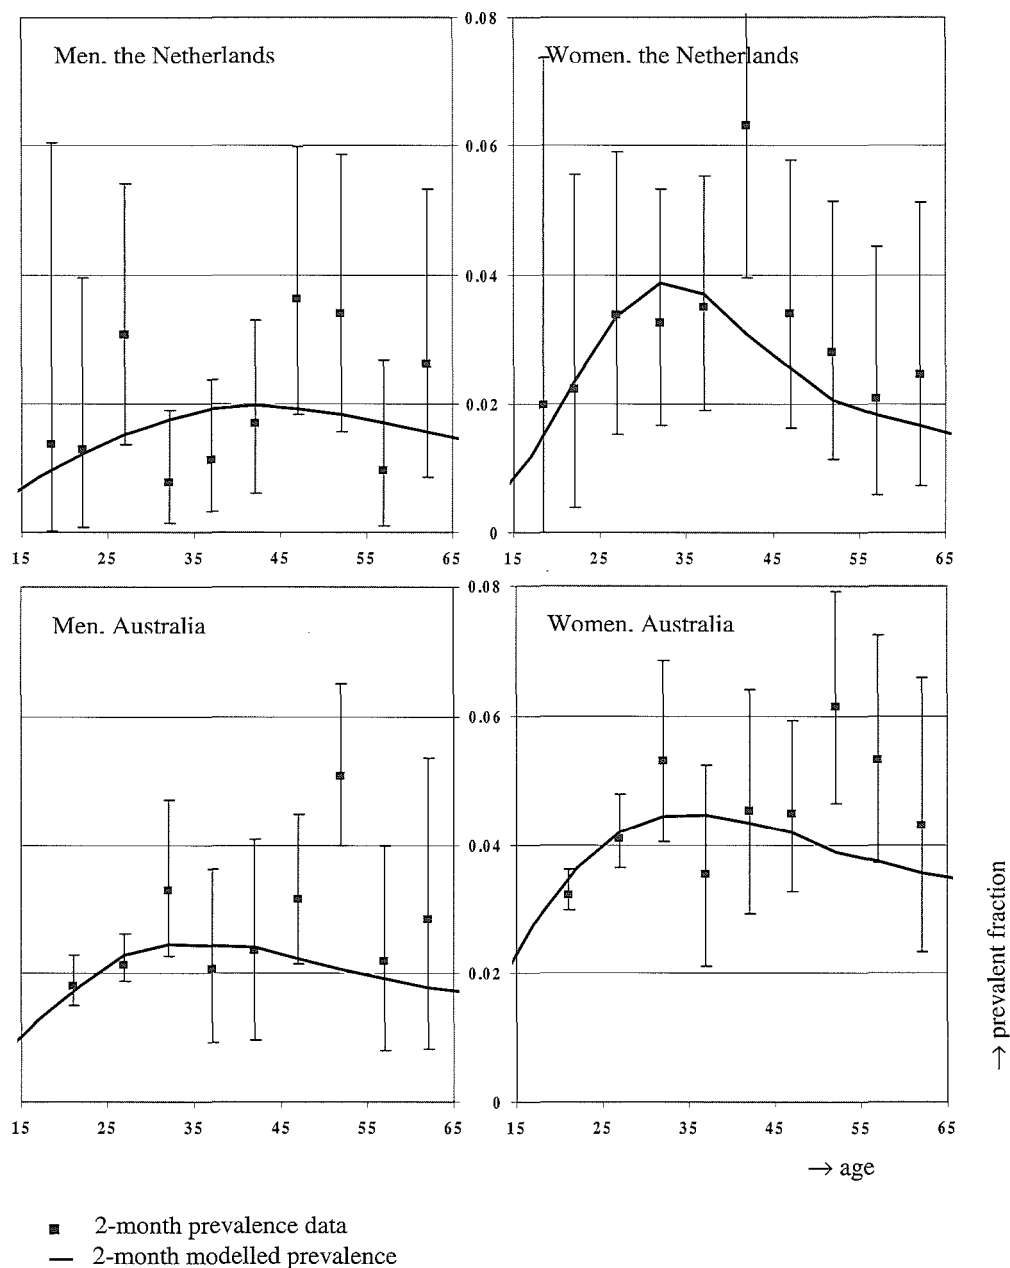 0.08
Men. the Netherlands
Women. the Netherlands
0.06
0.04
0.02
0
15 25 35 45 55 65
15 25 35 45 55 65
0.08
Men. Australia
Women. Australia
0.06
0.04
0.02
0
15 25 35 45 55 65
15 25 35 45 55 65
→ prevalent fraction
→ age
2-month prevalence data
2-month modelled prevalence